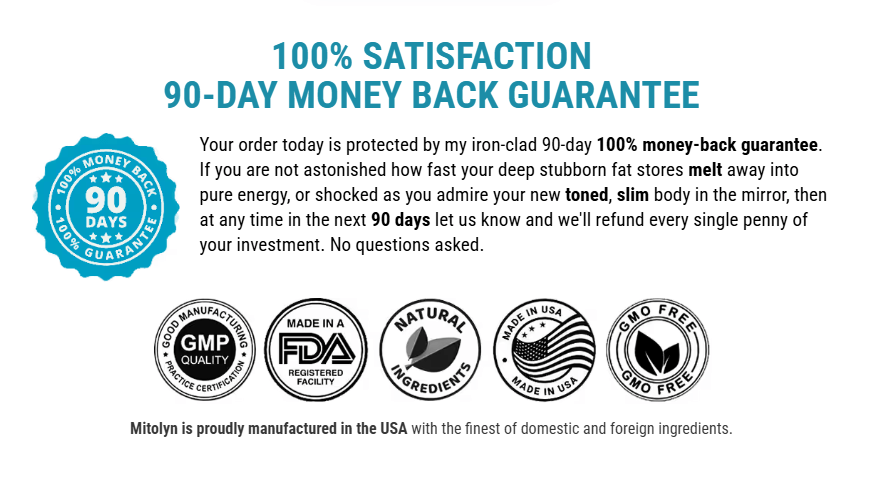 100% SATISFACTION
90-DAY MONEY BACK GUARANTEE
100% MONEY BACK
90
DAYS
100% GUARANTEE
Your order today is protected by my iron-clad 90-day 100% money-back guarantee.
If you are not astonished how fast your deep stubborn fat stores melt away into
pure energy, or shocked as you admire your new toned, slim body in the mirror, then
at any time in the next 90 days let us know and we'll refund every single penny of
your investment. No questions asked.
GOOD MANUFACTURING
GMP
QUALITY
PRACTICE CERTIFICATION
MADE IN A
FDA
REGISTERED
FACILITY
NATURAL
INGREDIENTS
MADE IN USA
MADE IN USA
GMO FREE
GMO FREE
Mitolyn is proudly manufactured in the USA with the finest of domestic and foreign ingredients.